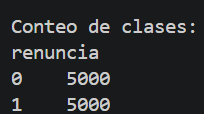 Conteo de clases:
renuncia
0    5000
1    5000